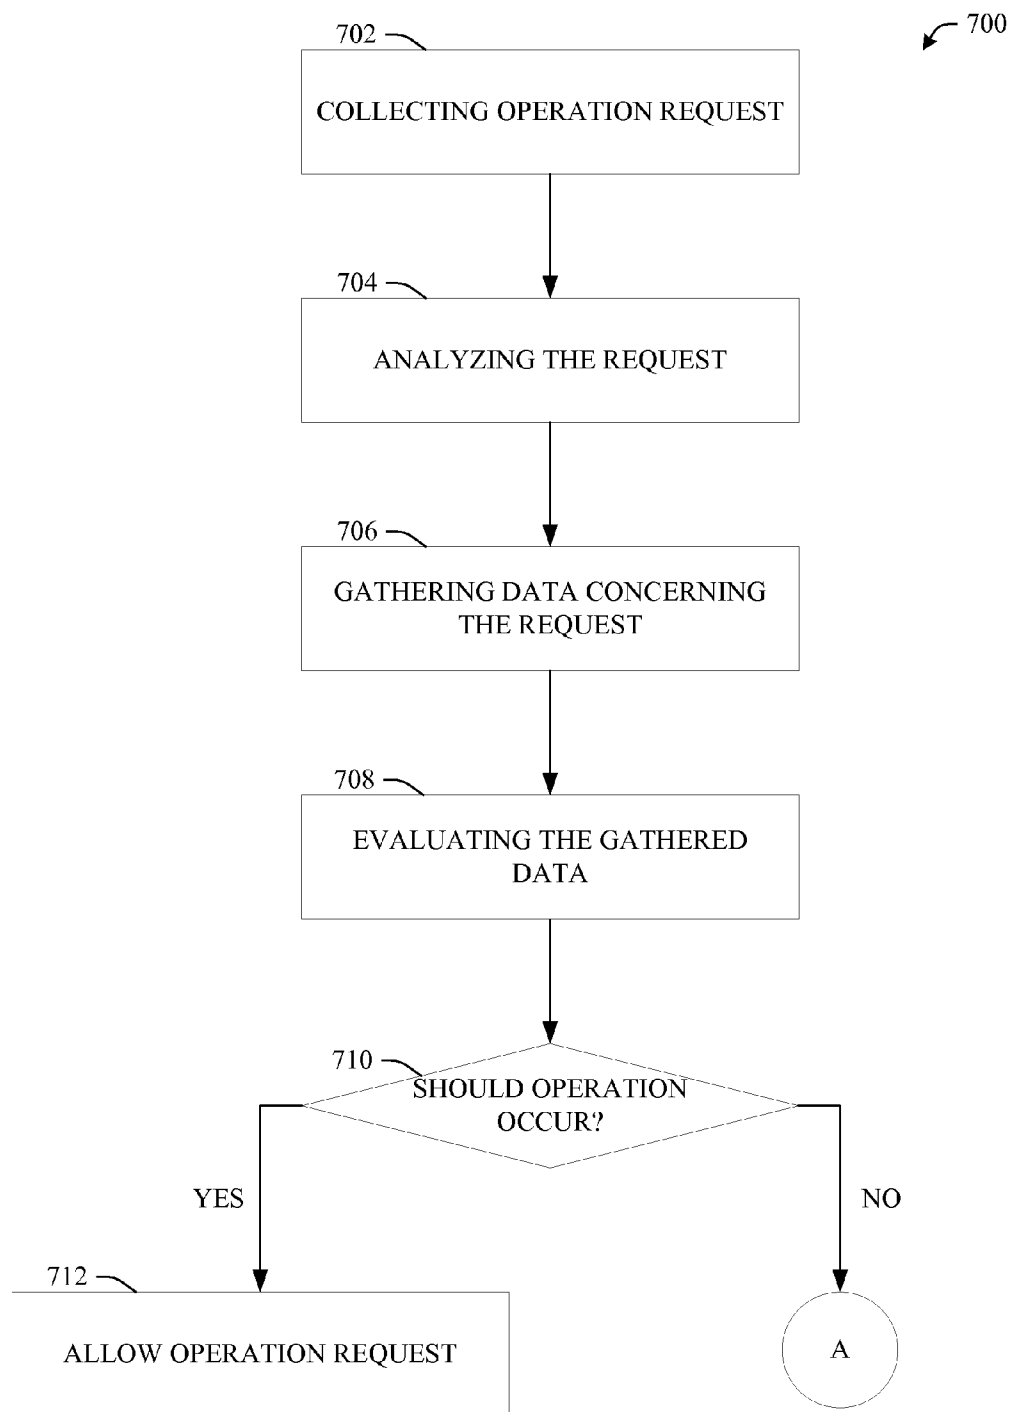 700
702
COLLECTING OPERATION REQUEST
704
ANALYZING THE REQUEST
706
GATHERING DATA CONCERNING
THE REQUEST
708
EVALUATING THE GATHERED
DATA
710
SHOULD OPERATION
OCCUR?
YES
NO
712
ALLOW OPERATION REQUEST
A